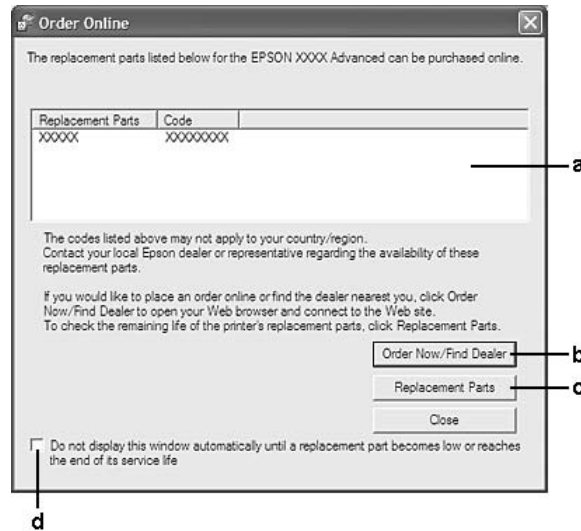 Order Online
The replacement parts listed below for the EPSON XXXX Advanced can be purchased online.
Replacement Parts Code
XXXXX XXXXXXXX
a
The codes listed above may not apply to your country/region.
Contact your local Epson dealer or representative regarding the availability of these
replacement parts.
If you would like to place an order online or find the dealer nearest you, click Order
Now/Find Dealer to open your Web browser and connect to the Web site.
To check the remaining life of the printer's replacement parts, click Replacement Parts.
Order Now/Find Dealer
b
Replacement Parts
c
Close
Do not display this window automatically until a replacement part becomes low or reaches
the end of its service life
d